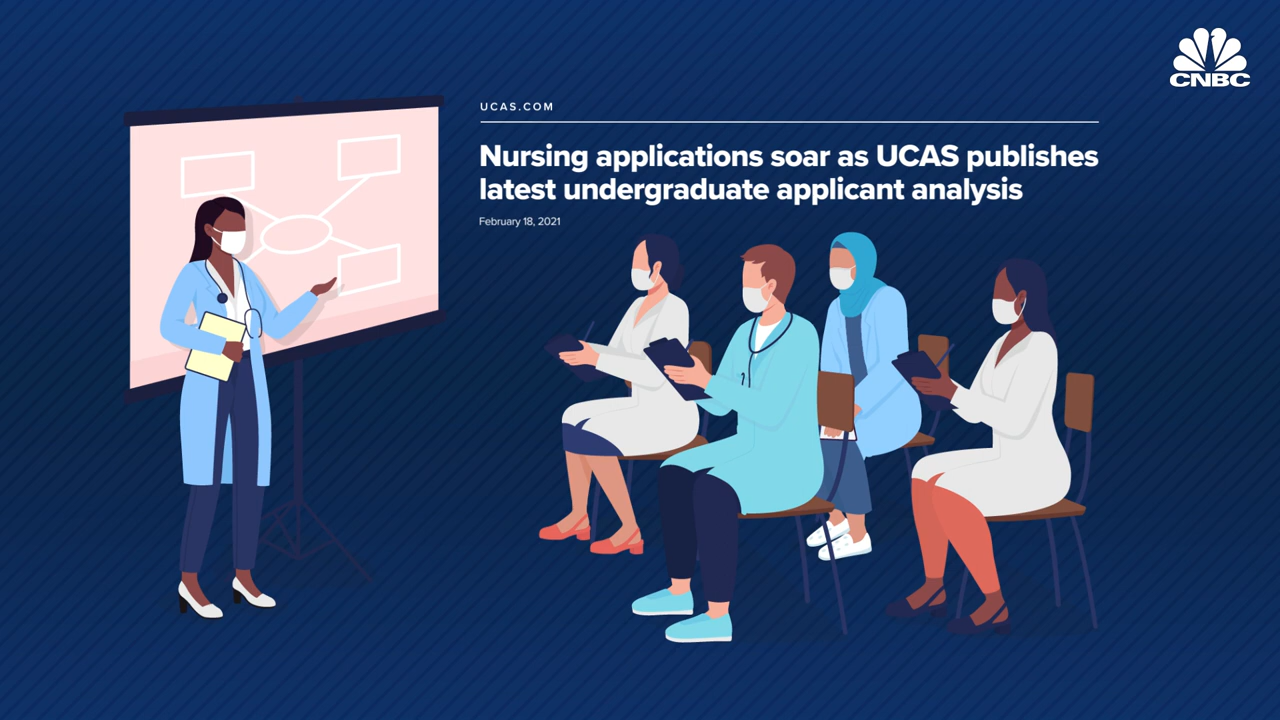 CNBC
UCAS.COM
Nursing applications soar as UCAS publishes
latest undergraduate applicant analysis
February 18, 2021